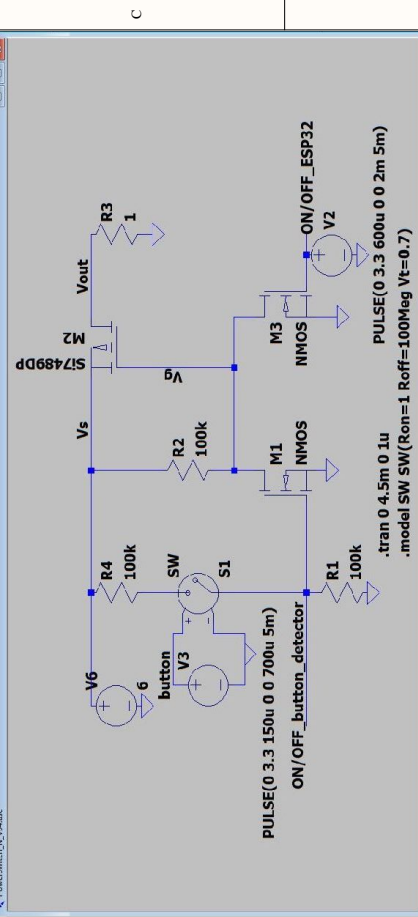 C
Vs
Vg
Vout
M2
Si7489DP
R3
1
V6
6
R4
100k
R2
100k
SW
S1
button
V3
M1
NMOS
M3
NMOS
ON/OFF_ESP32
V2
R1
100k
PULSE(0 3.3 150u 0 0 700u 5m)
ON/OFF_button_detector
PULSE(0 3.3 600u 0 0 2m 5m)
.tran 0 4.5m 0 1u
.model SW SW(Ron=1 Roff=100Meg Vt=0.7)